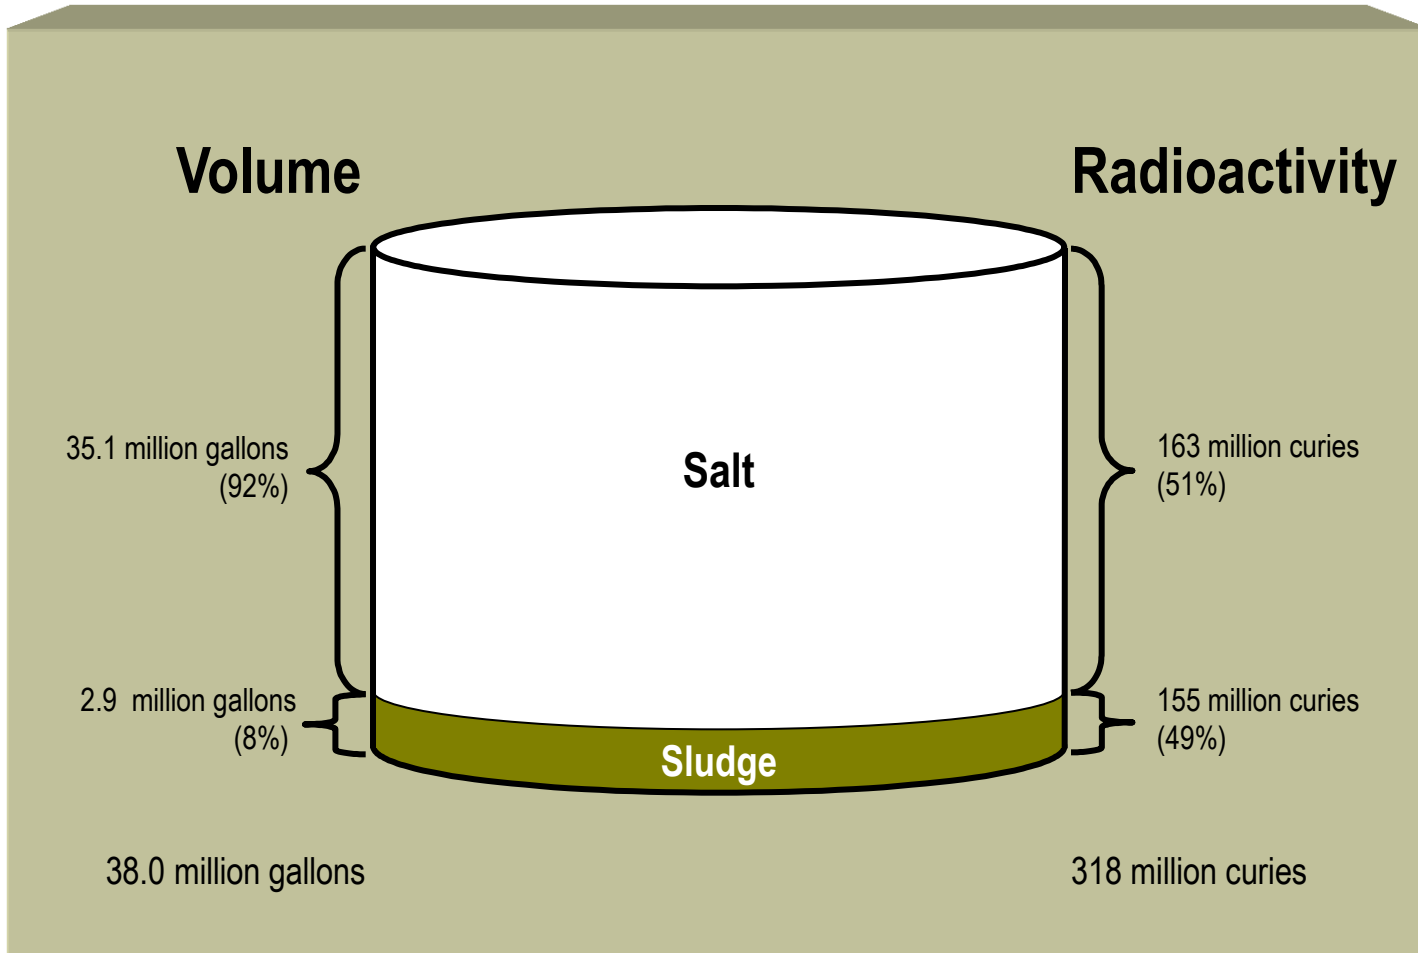 Volume
Radioactivity
35.1 million gallons
(92%)
Salt
163 million curies
(51%)
2.9 million gallons
(8%)
Sludge
155 million curies
(49%)
38.0 million gallons
318 million curies